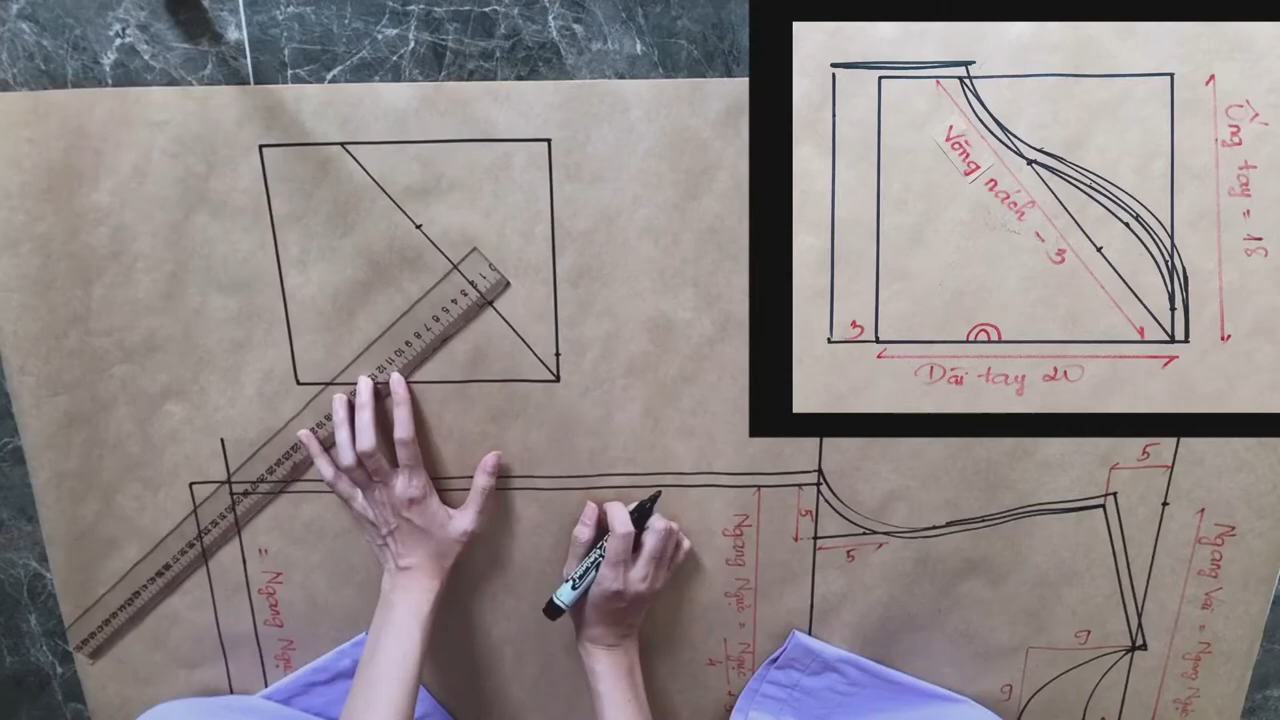 Vòng nách - 3
Ống tay = 18
3
Dài tay 20
5
5
5
Ngang Ngực = Ngực
4
= Ngang Ngực
Ngang Vai = Ngang Ngực
9
9